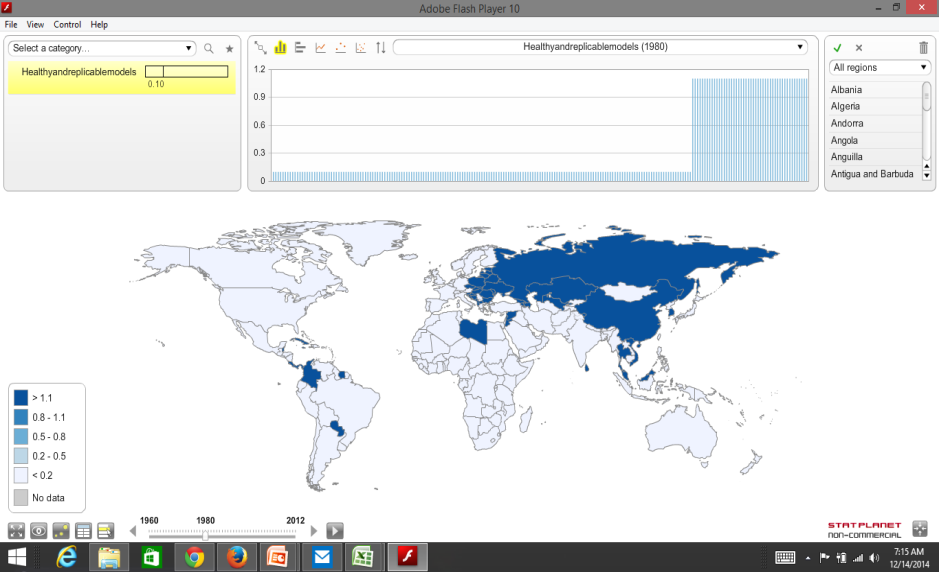 Adobe Flash Player 10
File View Control Help
Select a category...
Healthyandreplicablemodels
0.10
Healthyandreplicablemodels (1980)
1.2
0.9
0.6
0.3
0
All regions
Albania
Algeria
Andorra
Angola
Anguilla
Antigua and Barbuda
> 1.1
0.8 - 1.1
0.5 - 0.8
0.2 - 0.5
< 0.2
No data
1960 1980 2012
STATPLANET
NON-COMMERCIAL
7:15 AM
12/14/2014